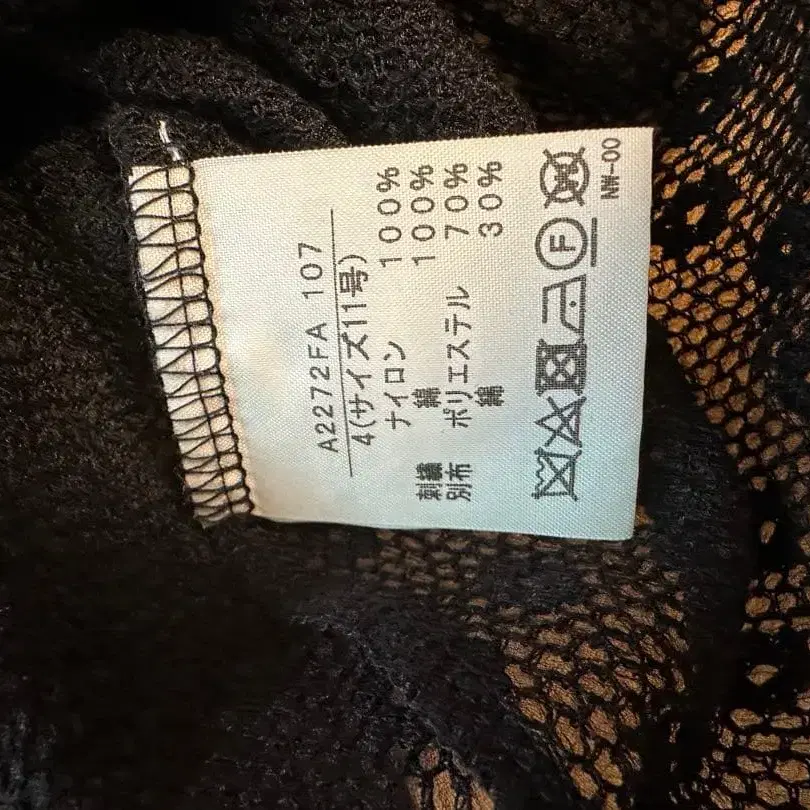 A2272FA 107
4(サイズ11号)
ナイロン 100%
刺繍 綿 100%
別布 ポリエステル 70%
綿 30%
F W
NW-00